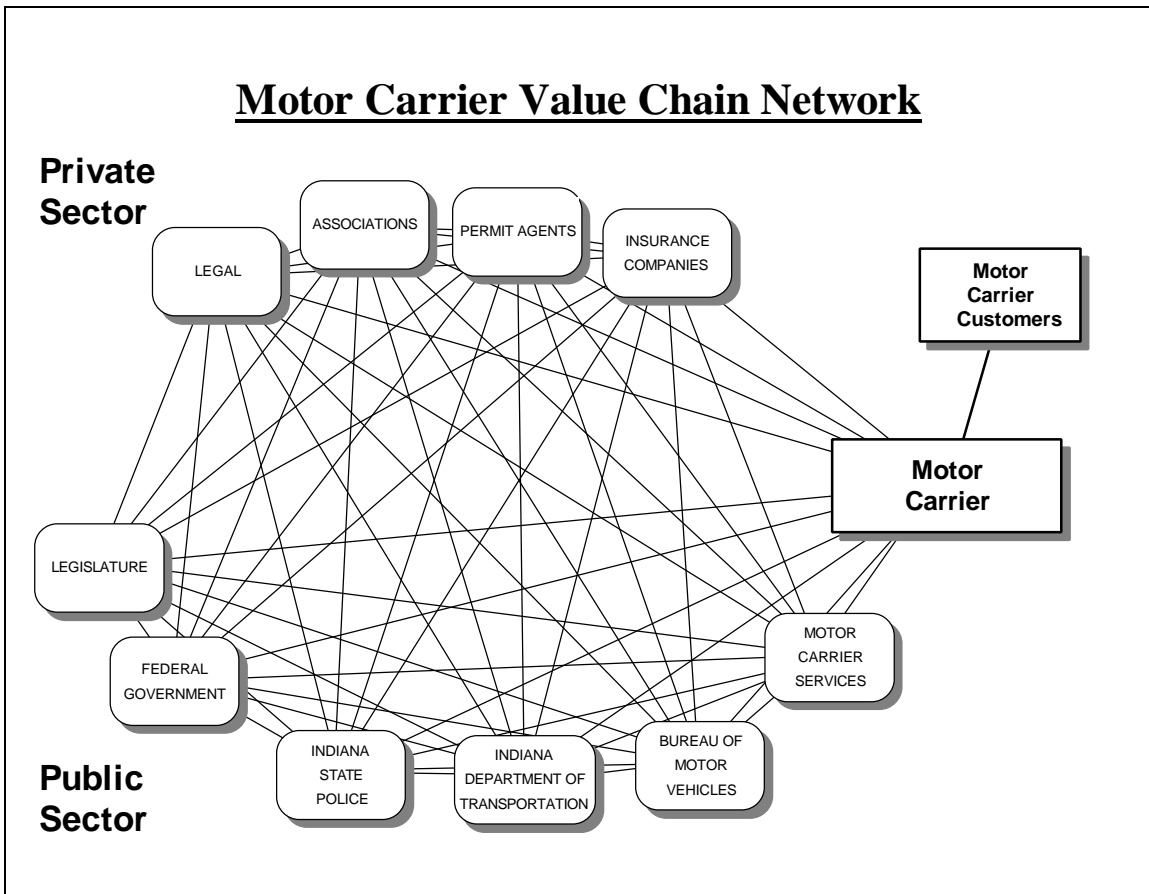 Motor Carrier Value Chain Network
Private
Sector
ASSOCIATIONS
PERMIT AGENTS
INSURANCE
COMPANIES
LEGAL
Motor
Carrier
Customers
Motor
Carrier
LEGISLATURE
MOTOR
CARRIER
SERVICES
FEDERAL
GOVERNMENT
INDIANA
STATE
POLICE
INDIANA
DEPARTMENT OF
TRANSPORTATION
BUREAU OF
MOTOR
VEHICLES
Public
Sector